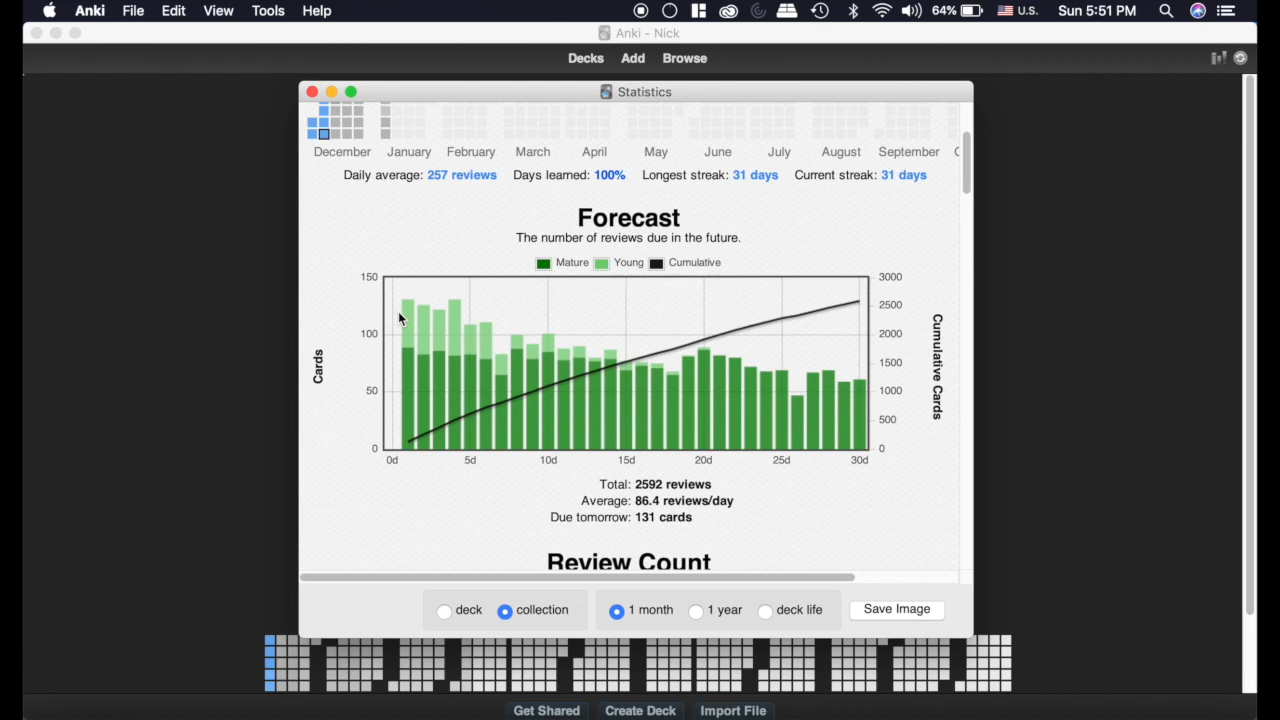 Anki File Edit View Tools Help 64% U.S. Sun 5:51 PM
Anki - Nick
Decks Add Browse
Statistics
December January February March April May June July August September
Daily average: 257 reviews Days learned: 100% Longest streak: 31 days Current streak: 31 days
Forecast
The number of reviews due in the future.
Mature Young Cumulative
150 3000
2500
100 2000
1500
50 1000
500
0 0
Cards
Cumulative Cards
0d 5d 10d 15d 20d 25d 30d
Total: 2592 reviews
Average: 86.4 reviews/day
Due tomorrow: 131 cards
Review Count
deck collection 1 month 1 year deck life Save Image
Get Shared Create Deck Import File